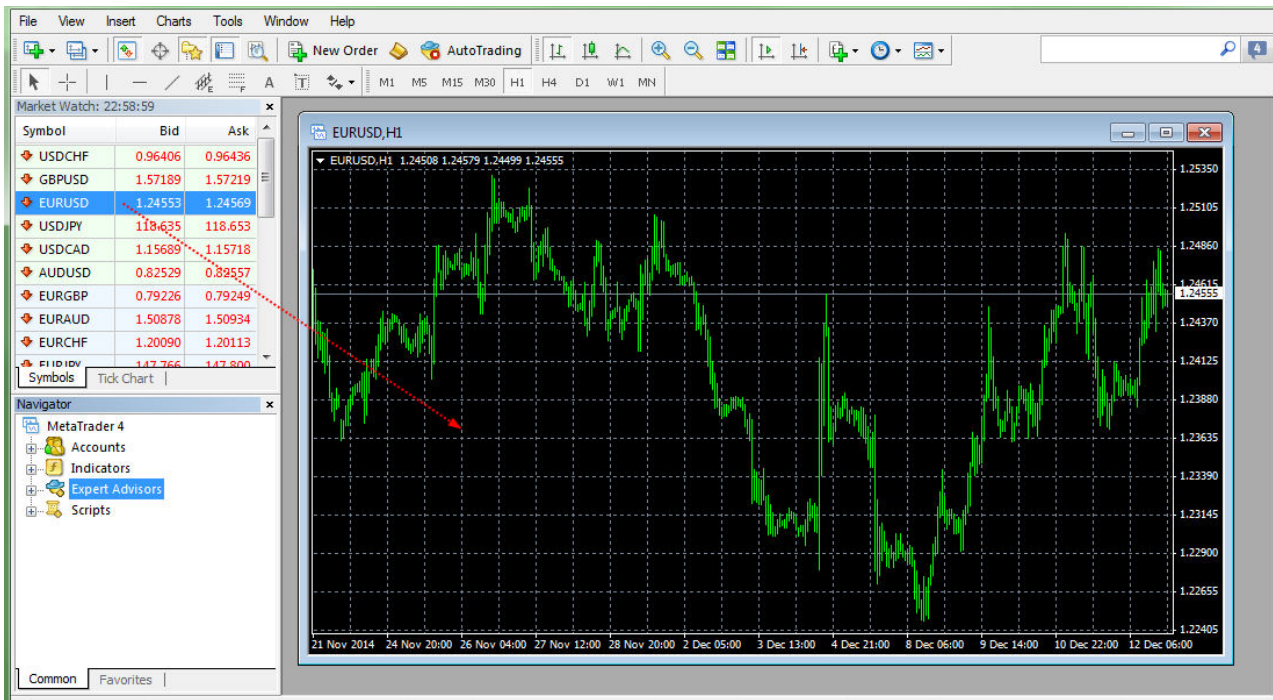 File View Insert Charts Tools Window Help
New Order AutoTrading 4
E F A T M1 M5 M15 M30 H1 H4 D1 W1 MN
Market Watch: 22:58:59
Symbol Bid Ask
USDCHF 0.96406 0.96436
GBPUSD 1.57189 1.57219
EURUSD 1.24553 1.24569
USDJPY 118.635 118.653
USDCAD 1.15689 1.15718
AUDUSD 0.82529 0.82557
EURGBP 0.79226 0.79249
EURAUD 1.50878 1.50934
EURCHF 1.20090 1.20113
EURJPY 147.766 147.800
Symbols Tick Chart
Navigator
MetaTrader 4
Accounts
Indicators
Expert Advisors
Scripts
Common Favorites
EURUSD,H1
EURUSD,H1 1.24508 1.24579 1.24499 1.24555
1.25350
1.25105
1.24860
1.24615
1.24555
1.24370
1.24125
1.23880
1.23635
1.23390
1.23145
1.22900
1.22655
1.22405
21 Nov 2014 24 Nov 20:00 26 Nov 04:00 27 Nov 12:00 28 Nov 20:00 2 Dec 05:00 3 Dec 13:00 4 Dec 21:00 8 Dec 06:00 9 Dec 14:00 10 Dec 22:00 12 Dec 06:00